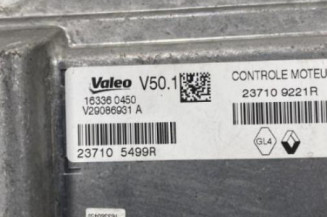 Valeo V50.1
CONTROLE MOTEU
16336 0450
V29086931 A
23710 9221R
23710 5499R
GL4